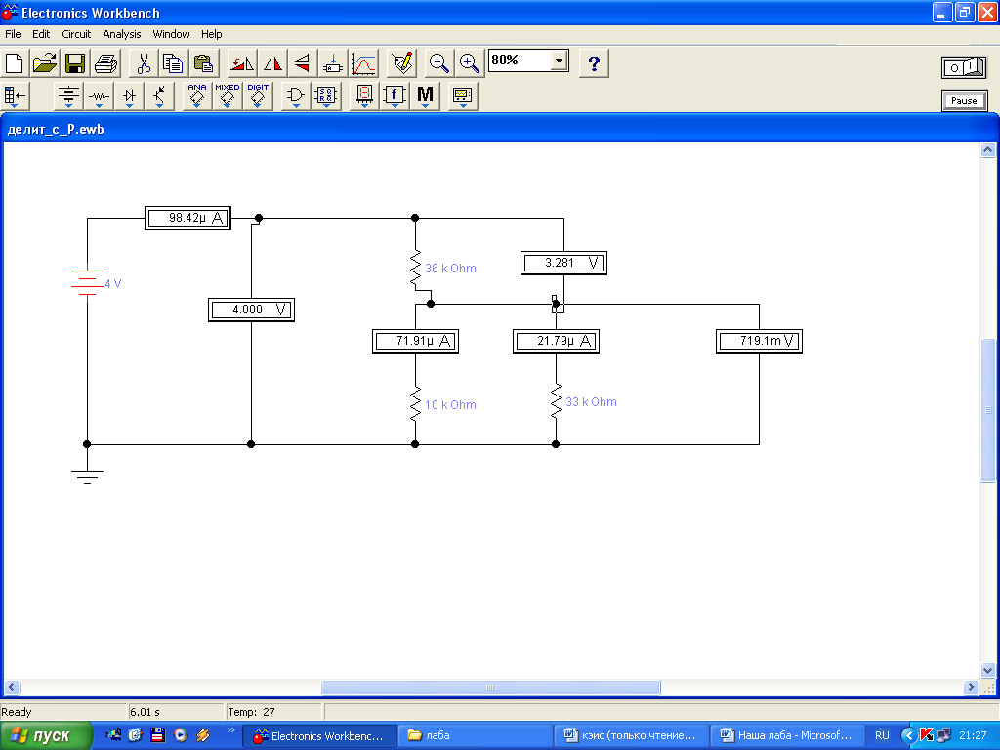 Electronics Workbench
File Edit Circuit Analysis Window Help
80%
?
Pause
ANA MIXED DIGIT
f M
делит_с_P.ewb
98.42µ A
36 k Ohm
3.281 V
4 V
4.000 V
71.91µ A
21.79µ A
719.1m V
10 k Ohm
33 k Ohm
Ready
6.01 s
Temp: 27
пуск
Electronics Workbenc...
лаба
кэис (только чтение...
Наша лаба - Microsof...
RU
21:27